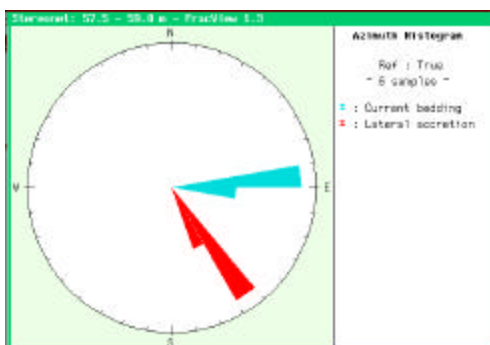 Stereonet: 57.5 - 59.0 m - FracView 1.3
Azimuth Histogram
Ref : True
- 6 samples -
: Current bedding
: Lateral accretion
N
W
E
S